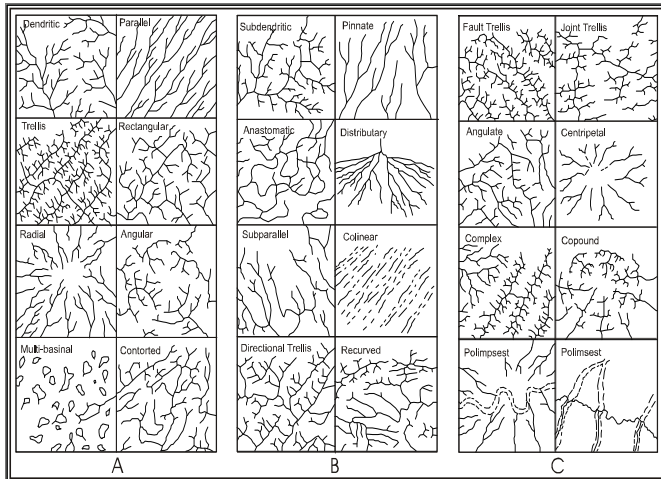 Dendritic
Parallel
Trellis
Rectangular
Radial
Angular
Multi-basinal
Contorted
A
Subdendritic
Pinnate
Anastomatic
Distributary
Subparallel
Colinear
Directional Trellis
Recurved
B
Fault Trellis
Joint Trellis
Angulate
Centripetal
Complex
Copound
Polimpsest
Polimsest
C